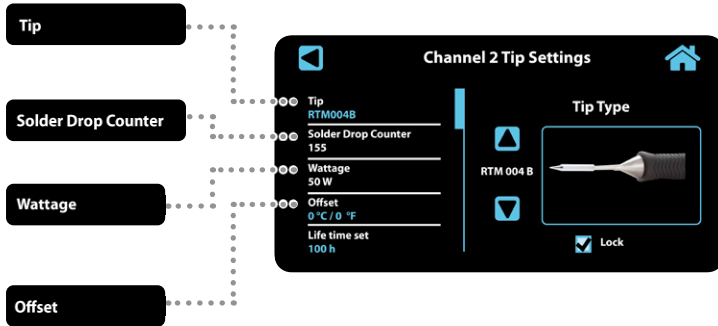 Tip
Solder Drop Counter
Wattage
Offset
Channel 2 Tip Settings
Tip
RTM004B
Solder Drop Counter
155
Wattage
50 W
Offset
0 °C / 0 °F
Life time set
100 h
Tip Type
RTM 004 B
Lock